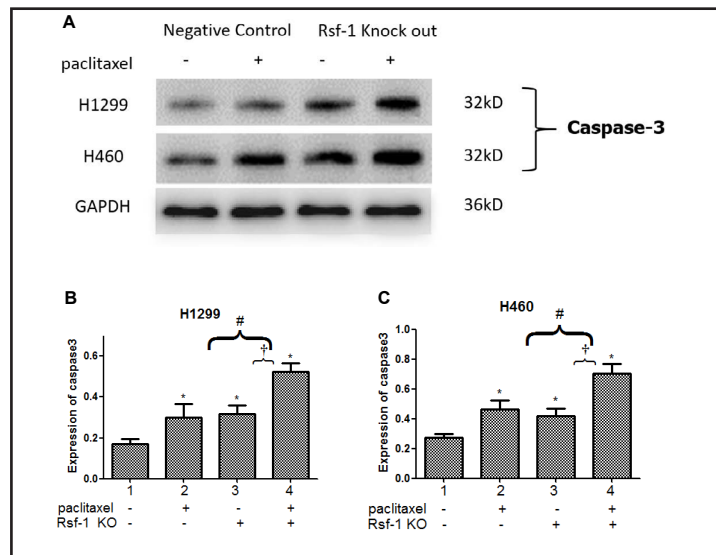 A
Negative Control Rsf-1 Knock out
paclitaxel - + - +
H1299 32kD
Caspase-3
H460 32kD
GAPDH 36kD
B
H1299
#
†
* * *
Expression of caspase3
0.6
0.4
0.2
0.0
1 2 3 4
paclitaxel - + - +
Rsf-1 KO - - + +
C
H460
#
†
* * *
Expression of caspase3
1.0
0.8
0.6
0.4
0.2
0.0
1 2 3 4
paclitaxel - + - +
Rsf-1 KO - - + +